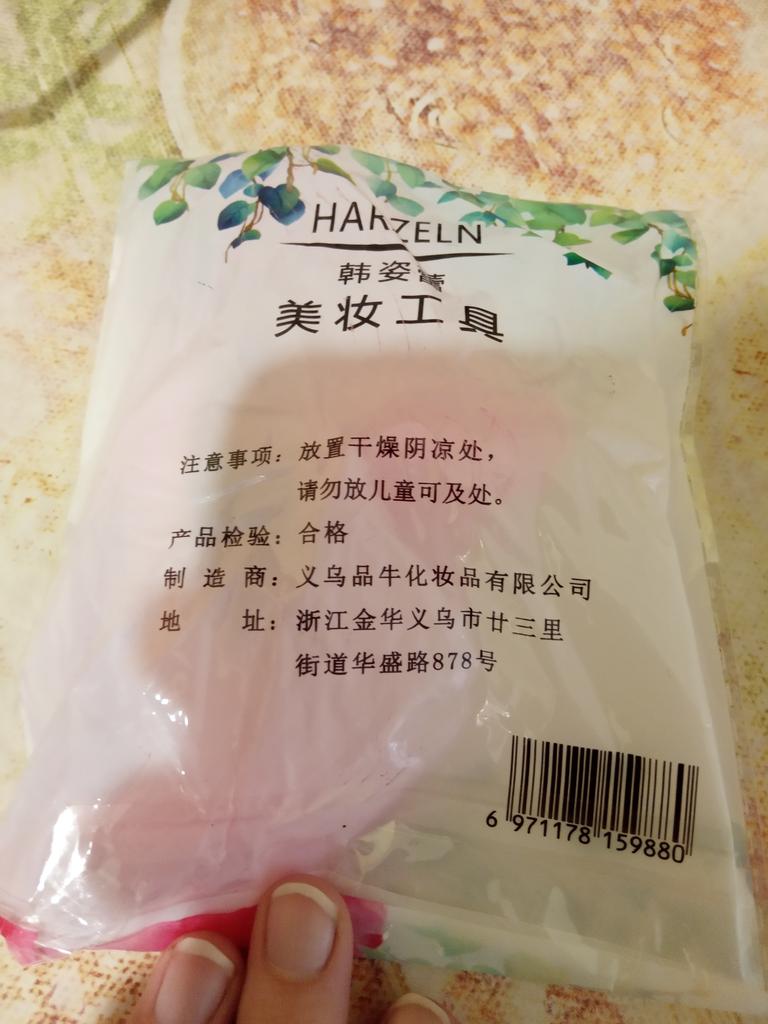 HARZELN
韩姿蕾
美妆工具
注意事项：放置干燥阴凉处，
请勿放儿童可及处。
产品检验：合格
制造商：义乌品牛化妆品有限公司
地址：浙江金华义乌市廿三里
街道华盛路878号
6 971178 159880